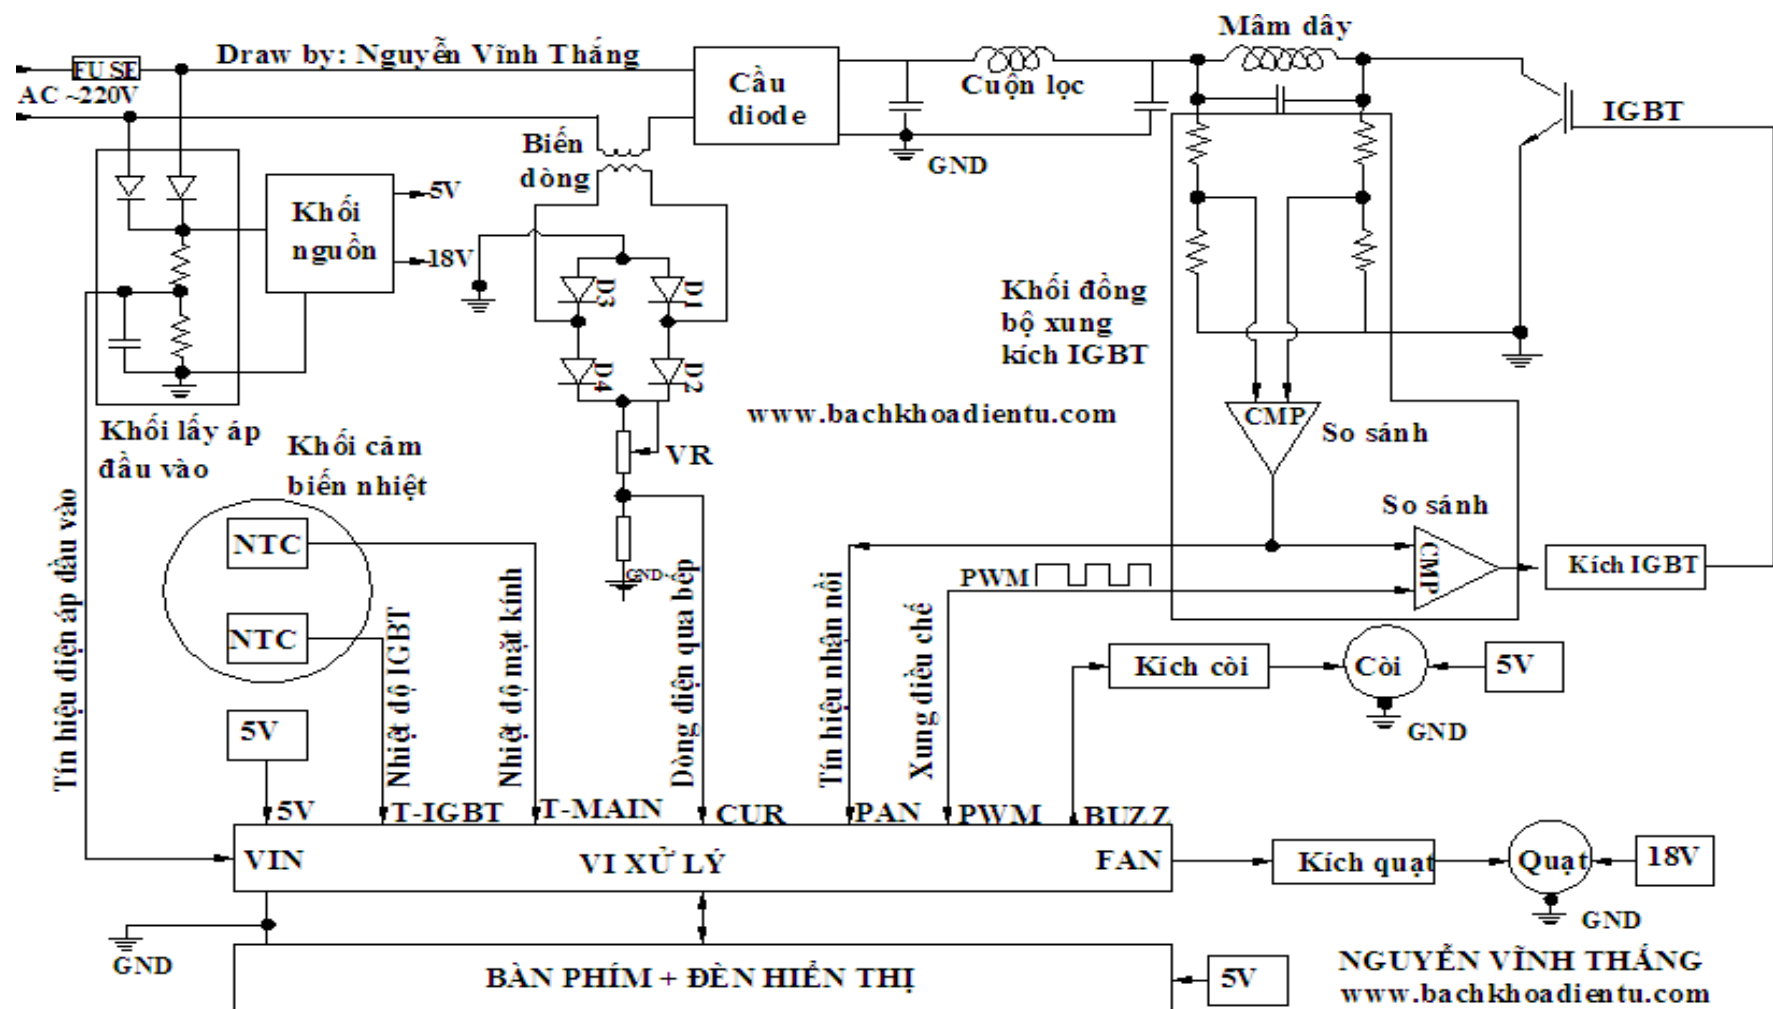 Mâm dây
FUSE
Draw by: Nguyễn Vĩnh Thắng
AC ~220V
Cầu
diode
Cuộn lọc
IGBT
Biến
dòng
GND
5V
Khối
nguồn
18V
D3
D1
Khối đồng
bộ xung
kích IGBT
D4
D2
www.bachkhoadientu.com
CMP
So sánh
Khối lấy áp
đầu vào
Khối cảm
biến nhiệt
VR
So sánh
NTC
CMP
Kích IGBT
GND
PWM
NTC
Tín hiệu điện áp đầu vào
Nhiệt độ IGBT
Nhiệt độ mặt kính
Dòng điện qua bếp
Tín hiệu nhân nồi
Xung điều chế
Kích còi
Còi
5V
GND
5V
5V
T-IGBT
T-MAIN
CUR
PAN
PWM
BUZZ
VIN
VI XỬ LÝ
FAN
Kích quạt
Quạt
18V
GND
GND
BÀN PHÍM + ĐÈN HIỂN THỊ
5V
NGUYỄN VĨNH THẮNG
www.bachkhoadientu.com